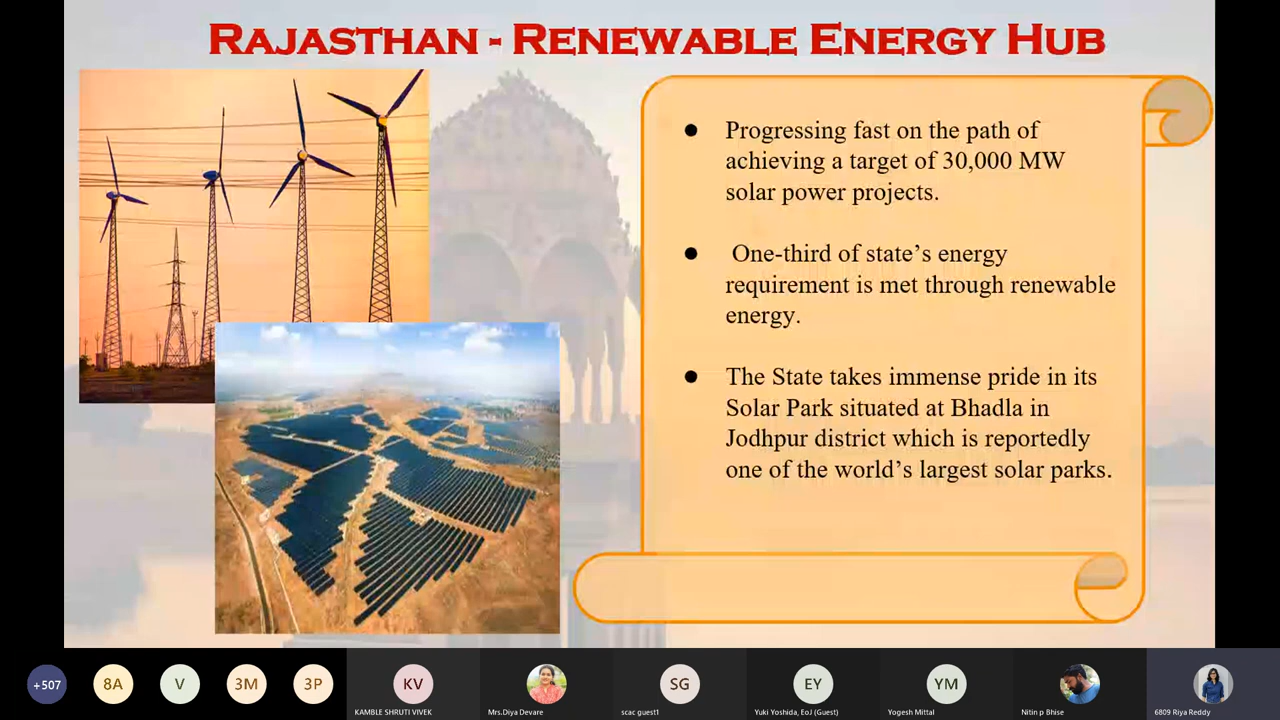 RAJASTHAN - RENEWABLE ENERGY HUB
● Progressing fast on the path of
achieving a target of 30,000 MW
solar power projects.
● One-third of state’s energy
requirement is met through renewable
energy.
● The State takes immense pride in its
Solar Park situated at Bhadla in
Jodhpur district which is reportedly
one of the world’s largest solar parks.
+507
8A
V
3M
3P
KV
SG
EY
YM
KAMBLE SHRUTI VIVEK
Mrs.Diya Devare
scac guest1
Yuki Yoshida, EoJ (Guest)
Yogesh Mittal
Nitin p Bhise
6809 Riya Reddy